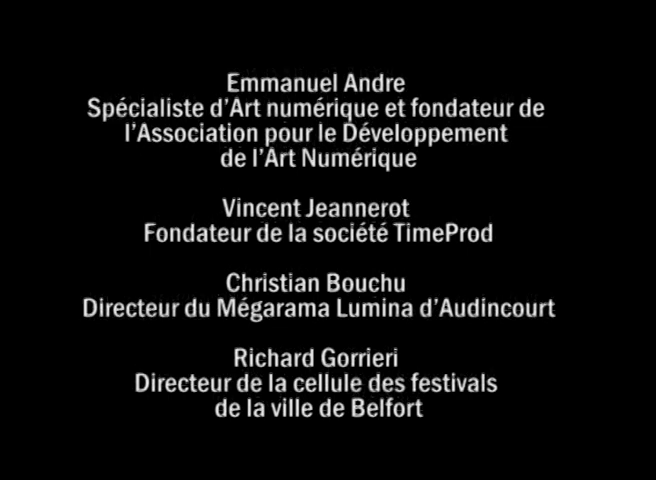 Emmanuel Andre
Spécialiste d'Art numérique et fondateur de
l'Association pour le Développement
de l'Art Numérique
Vincent Jeannerot
Fondateur de la société TimeProd
Christian Bouchu
Directeur du Mégarama Lumina d'Audincourt
Richard Gorrieri
Directeur de la cellule des festivals
de la ville de Belfort